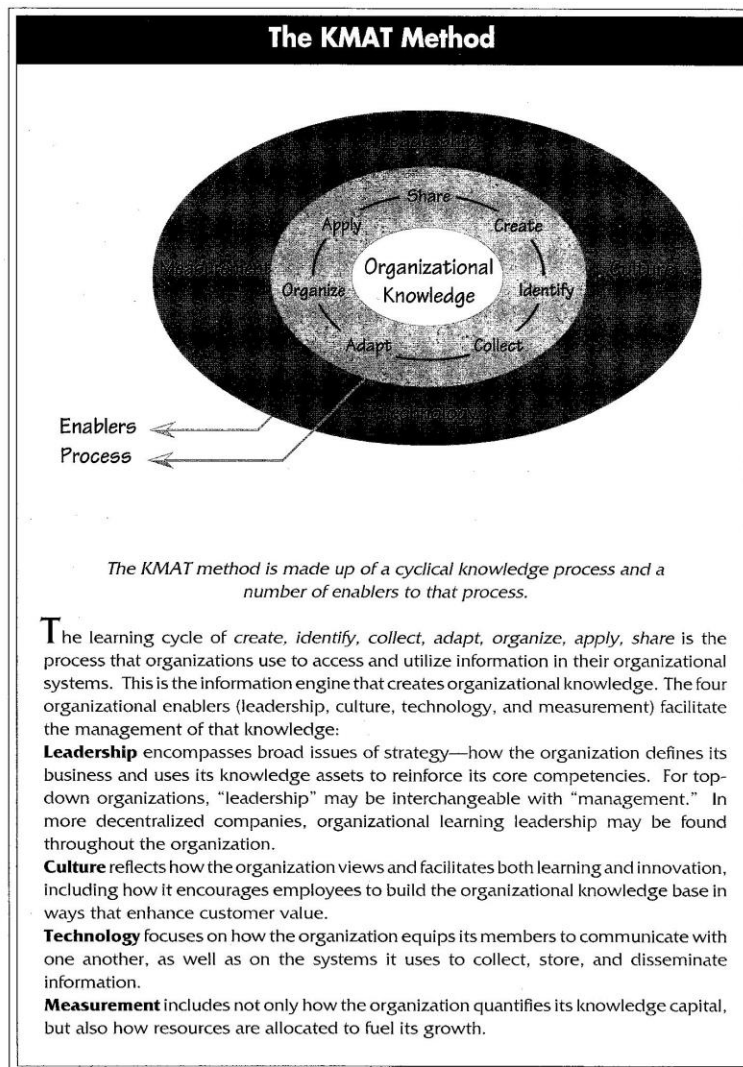 The KMAT Method
Leadership
Share
Apply
Create
Measurement
Organizational
Knowledge
Culture
Organize
Identify
Adapt
Collect
Technology
Enablers
Process
The KMAT method is made up of a cyclical knowledge process and a
number of enablers to that process.
The learning cycle of create, identify, collect, adapt, organize, apply, share is the
process that organizations use to access and utilize information in their organizational
systems. This is the information engine that creates organizational knowledge. The four
organizational enablers (leadership, culture, technology, and measurement) facilitate
the management of that knowledge:
Leadership encompasses broad issues of strategy—how the organization defines its
business and uses its knowledge assets to reinforce its core competencies. For top-
down organizations, “leadership” may be interchangeable with “management.” In
more decentralized companies, organizational learning leadership may be found
throughout the organization.
Culture reflects how the organization views and facilitates both learning and innovation,
including how it encourages employees to build the organizational knowledge base in
ways that enhance customer value.
Technology focuses on how the organization equips its members to communicate with
one another, as well as on the systems it uses to collect, store, and disseminate
information.
Measurement includes not only how the organization quantifies its knowledge capital,
but also how resources are allocated to fuel its growth.